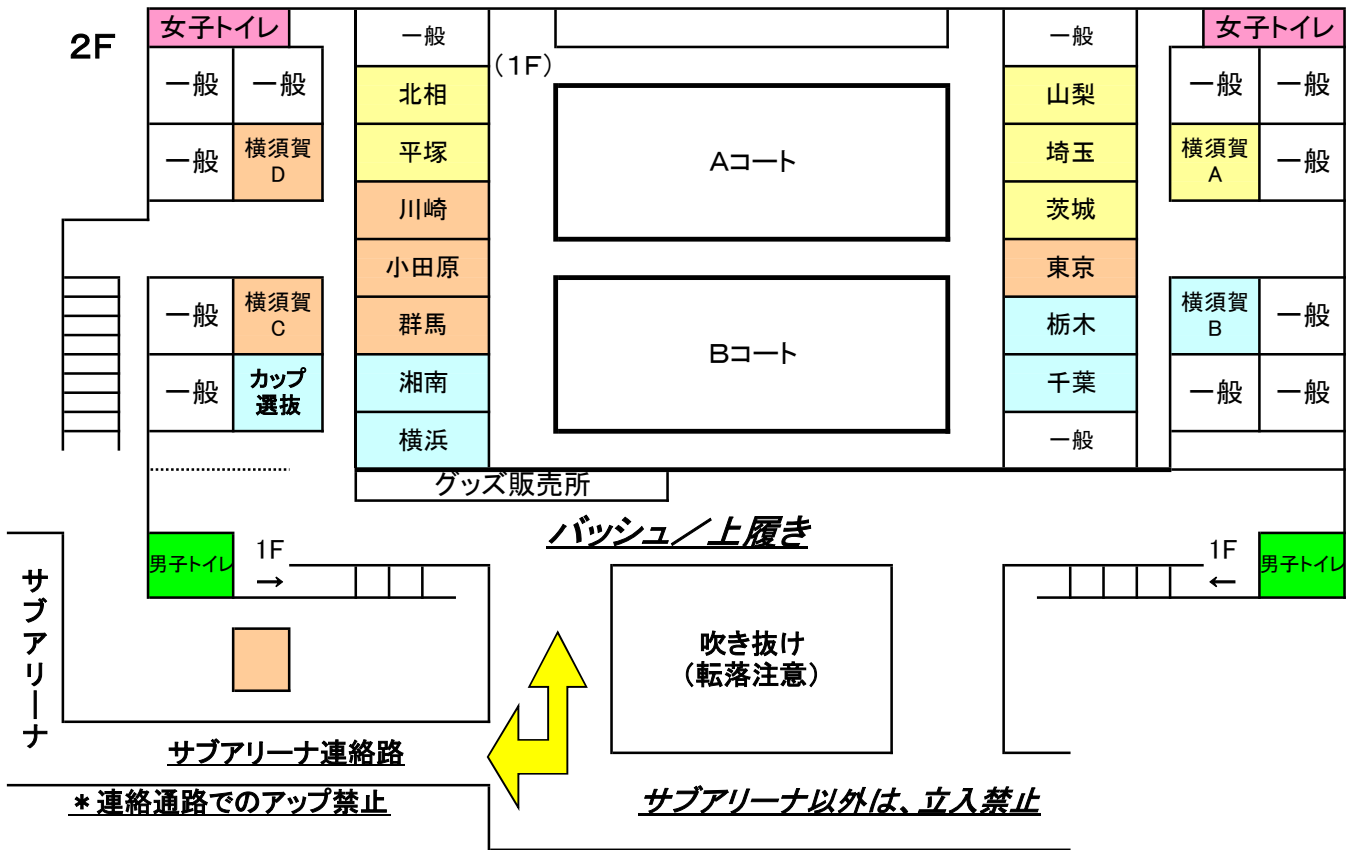 2F
女子トイレ
一般
一般
女子トイレ
(1F)
一般
一般
北相
山梨
一般
一般
一般
横須賀
D
平塚
Aコート
埼玉
横須賀
A
一般
川崎
茨城
小田原
東京
一般
横須賀
C
群馬
Bコート
栃木
横須賀
B
一般
一般
カップ
選抜
湘南
千葉
一般
一般
横浜
一般
グッズ販売所
バッシュ/上履き
男子トイレ
1F
→
1F
←
男子トイレ
サブアリーナ
吹き抜け
(転落注意)
サブアリーナ連絡路
*連絡通路でのアップ禁止
サブアリーナ以外は、立入禁止